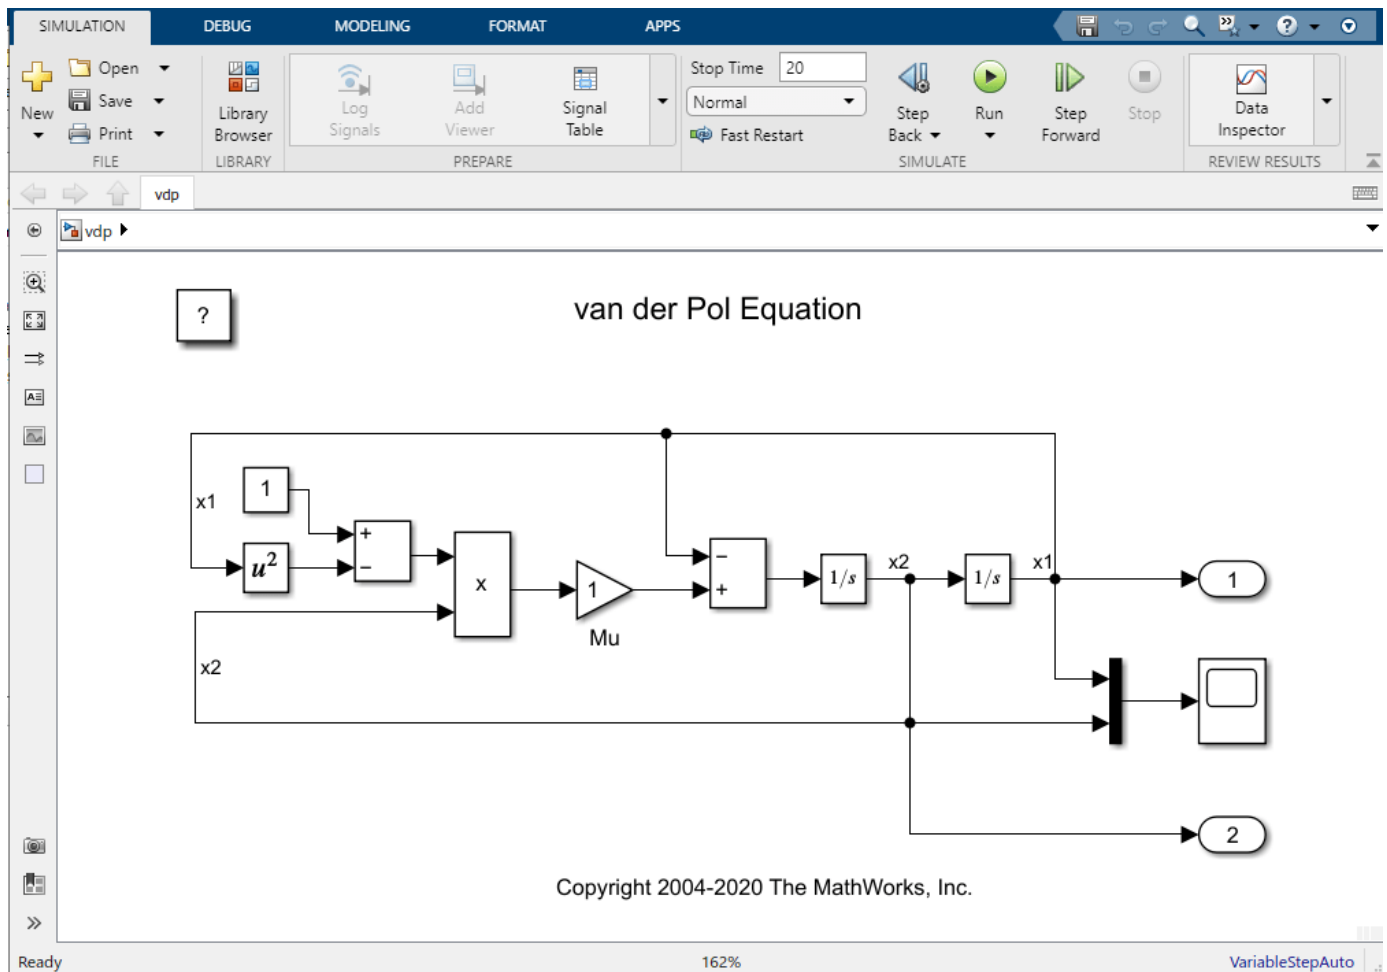 SIMULATION DEBUG MODELING FORMAT APPS
New
Open
Save
Print
FILE
Library
Browser
LIBRARY
Log
Signals
Add
Viewer
Signal
Table
PREPARE
Stop Time 20
Normal
Fast Restart
Step
Back
Run
Step
Forward
Stop
SIMULATE
Data
Inspector
REVIEW RESULTS
vdp
vdp
?
van der Pol Equation
x1
1
u²
+
−
x
1
Mu
−
+
1/s
x2
1/s
x1
1
x2
2
Copyright 2004-2020 The MathWorks, Inc.
Ready
162%
VariableStepAuto